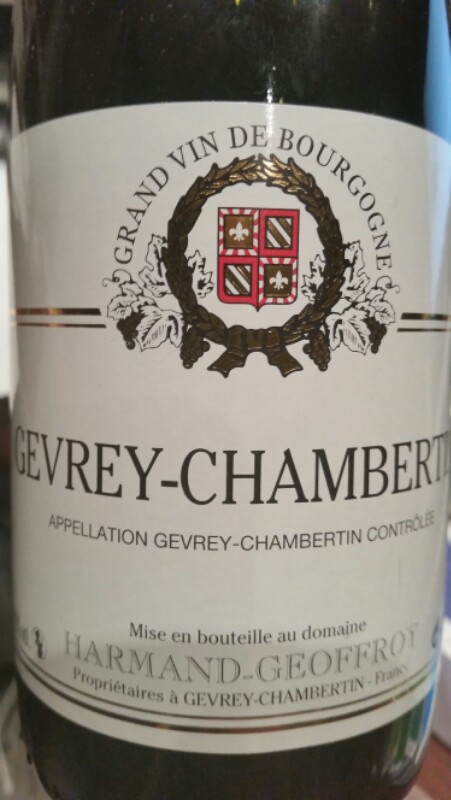 GRAND VIN DE BOURGOGNE
GEVREY-CHAMBERTI
APPELLATION GEVREY-CHAMBERTIN CONTRÔLÉE
Mise en bouteille au domaine
HARMAND-GEOFFROY
Propriétaires à GEVREY-CHAMBERTIN - France